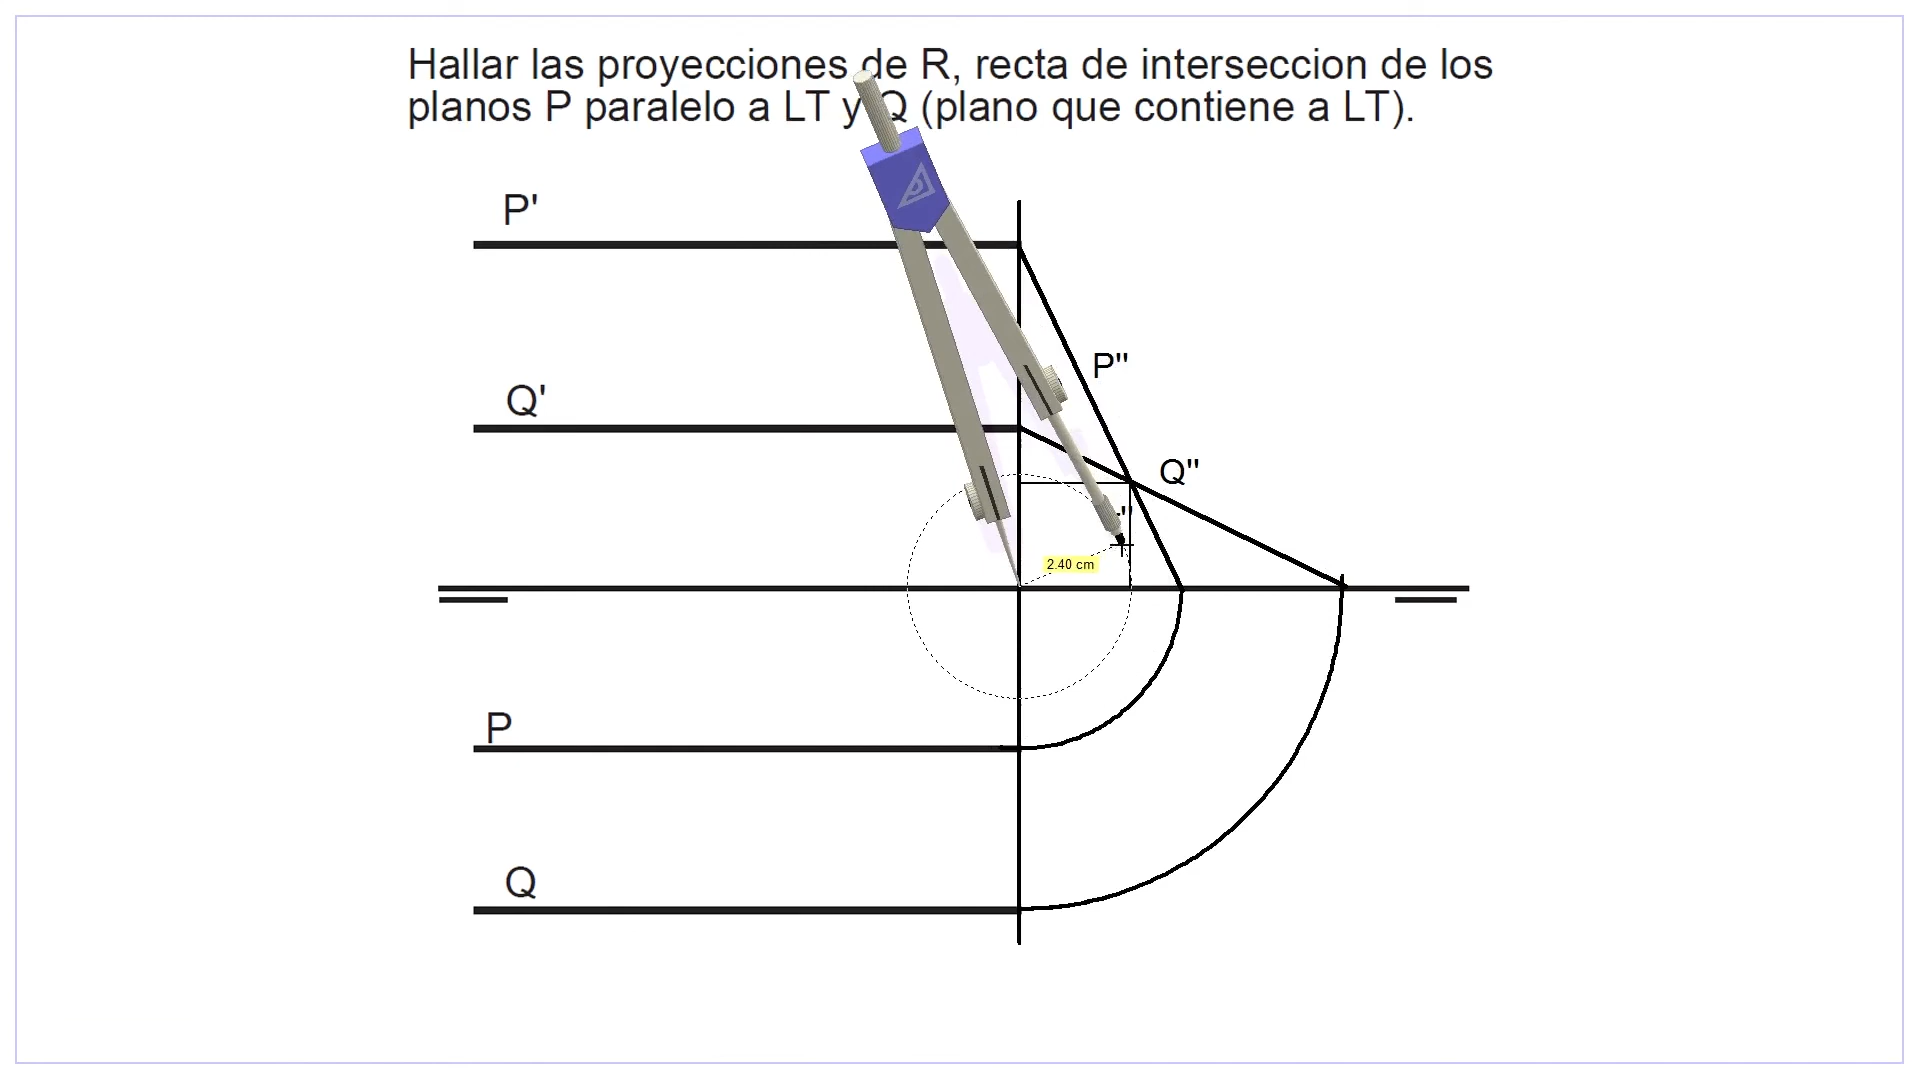 Hallar las proyecciones de R, recta de interseccion de los
planos P paralelo a LT y Q (plano que contiene a LT).
P'
P"
Q'
Q"
2.40 cm
P
Q